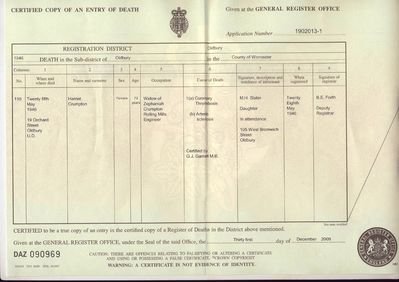 CERTIFIED COPY OF AN ENTRY OF DEATH
Given at the GENERAL REGISTER OFFICE
Application Number 1902013-1
REGISTRATION DISTRICT Oldbury
1946 DEATH in the Sub-district of Oldbury in the County of Worcester
Columns: 1 2 3 4 5 6 7 8 9
No. When and where died Name and surname Sex Age Occupation Cause of death Signature, description and residence of informant When registered Signature of registrar
Twenty fifth May 1946
19 Orchard Street Oldbury U.D.
Harriet Crumpton
Female
years
Widow of Zephaniah Crumpton Rolling Mills Engineer
1(a) Coronary thrombosis
(b) Arterio sclerosis
Certified by G.J. Garrett M.B.
M.H. Slater
Daughter
In attendance
195 West Bromwich Street Oldbury
Twenty Eighth May 1946
B.E. Forth
Deputy Registrar
CERTIFIED to be a true copy of an entry in the certified copy of a Register of Deaths in the District above mentioned.
Given at the GENERAL REGISTER OFFICE, under the Seal of the said Office, the Thirty first day of December 2009
DAZ 090969
CAUTION: THERE ARE OFFENCES RELATING TO FALSIFYING OR ALTERING A CERTIFICATE
AND USING OR POSSESSING A FALSE CERTIFICATE. ©CROWN COPYRIGHT
WARNING: A CERTIFICATE IS NOT EVIDENCE OF IDENTITY.